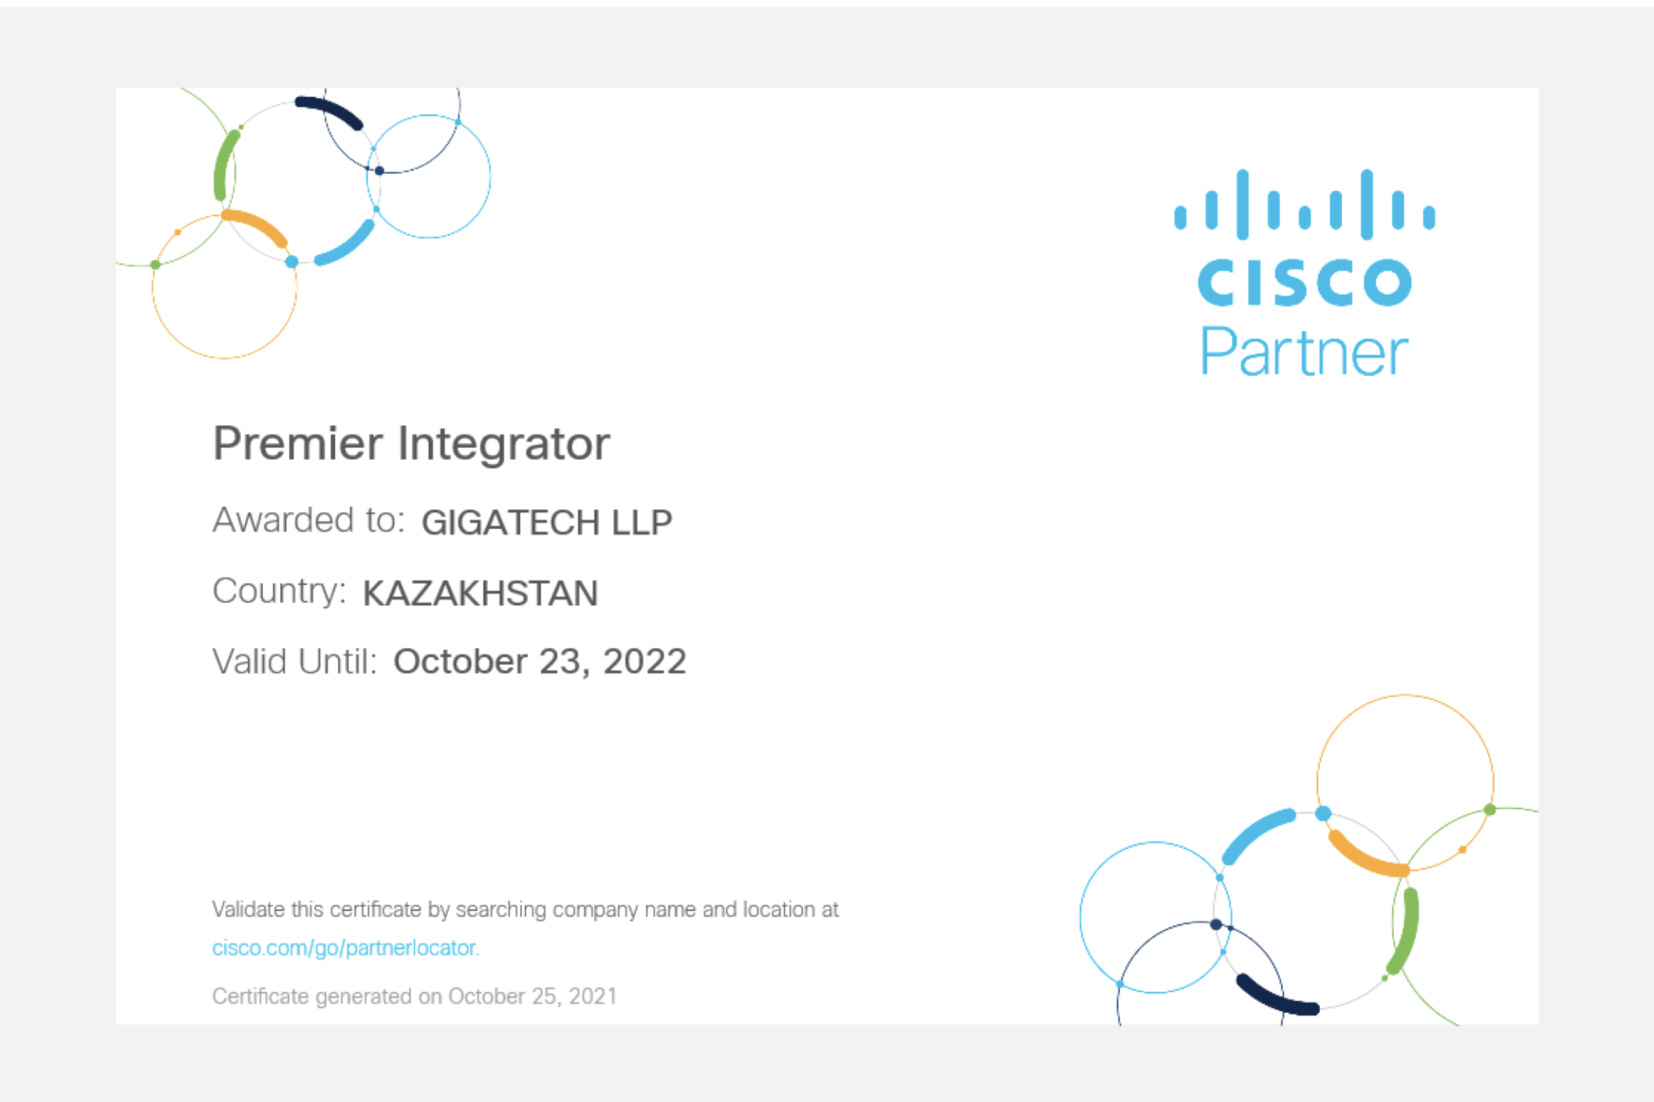 CISCO
Partner
Premier Integrator
Awarded to: GIGATECH LLP
Country: KAZAKHSTAN
Valid Until: October 23, 2022
Validate this certificate by searching company name and location at
cisco.com/go/partnerlocator.
Certificate generated on October 25, 2021